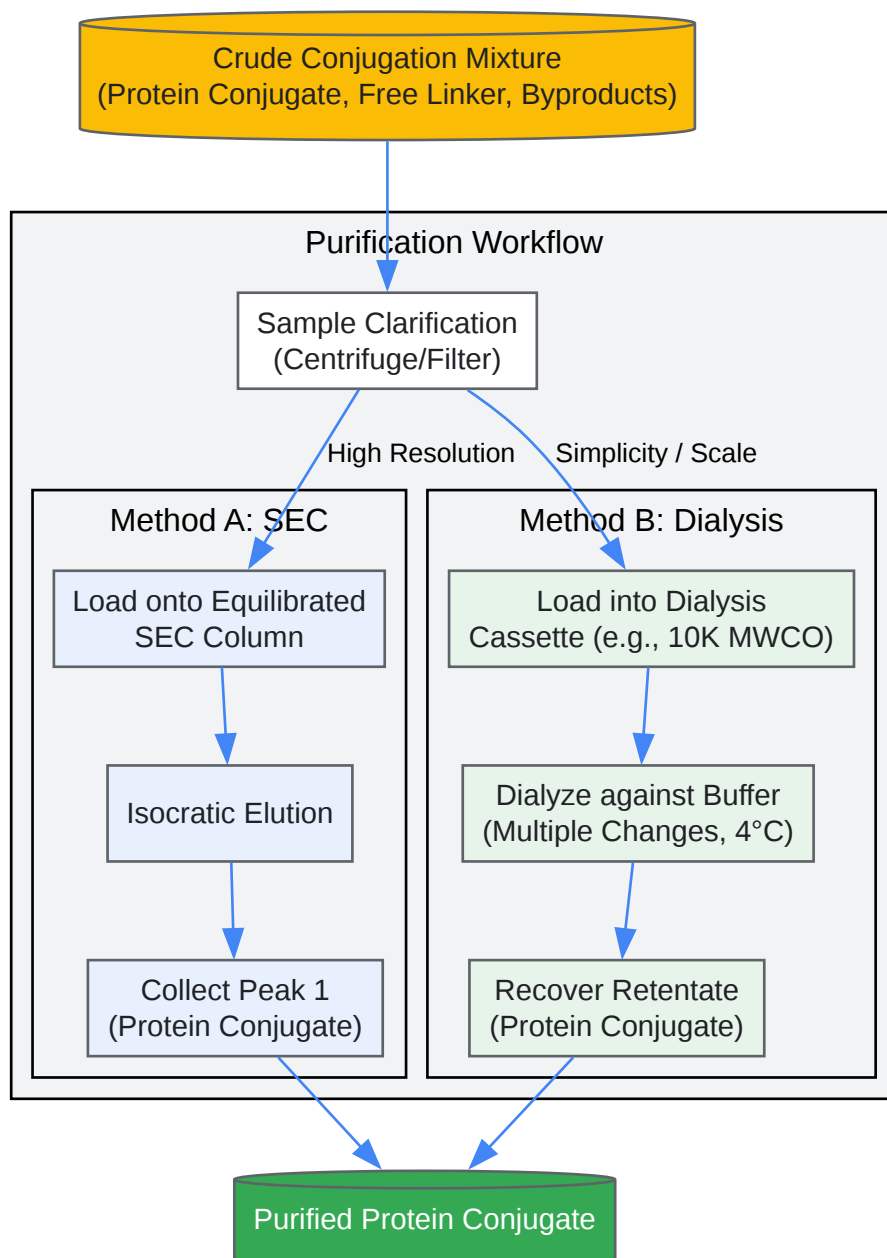 Crude Conjugation Mixture
(Protein Conjugate, Free Linker, Byproducts)
Purification Workflow
Sample Clarification
(Centrifuge/Filter)
High Resolution
Simplicity / Scale
Method A: SEC
Load onto Equilibrated
SEC Column
Isocratic Elution
Collect Peak 1
(Protein Conjugate)
Method B: Dialysis
Load into Dialysis
Cassette (e.g., 10K MWCO)
Dialyze against Buffer
(Multiple Changes, 4°C)
Recover Retentate
(Protein Conjugate)
Purified Protein Conjugate